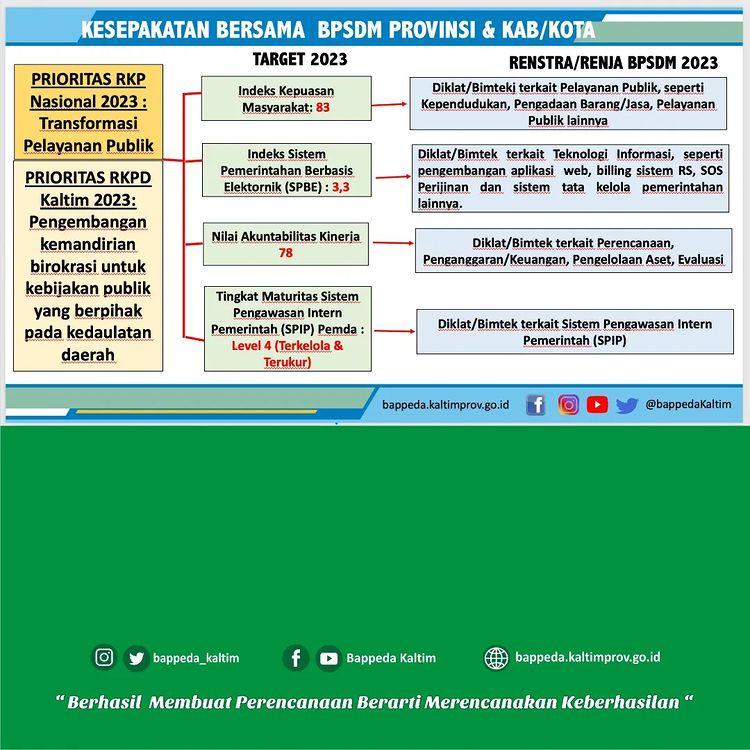 KESEPAKATAN BERSAMA BPSDM PROVINSI & KAB/KOTA
TARGET 2023
RENSTRA/RENJA BPSDM 2023
PRIORITAS RKP
Nasional 2023 :
Transformasi
Pelayanan Publik
PRIORITAS RKPD
Kaltim 2023:
Pengembangan
kemandirian
birokrasi untuk
kebijakan publik
yang berpihak
pada kedaulatan
daerah
Indeks Kepuasan
Masyarakat: 83
Diklat/Bimteki terkait Pelayanan Publik, seperti
Kependudukan, Pengadaan Barang/Jasa, Pelayanan
Publik lainnya
Indeks Sistem
Pemerintahan Berbasis
Elektornik (SPBE) : 3,3
Diklat/Bimtek terkait Teknologi Informasi, seperti
pengembangan aplikasi web, billing sistem RS, SOS
Perijinan dan sistem tata kelola pemerintahan
lainnya.
Nilai Akuntabilitas Kinerja
78
Diklat/Bimtek terkait Perencanaan,
Penganggaran/Keuangan, Pengelolaan Aset, Evaluasi
Tingkat Maturitas Sistem
Pengawasan Intern
Pemerintah (SPIP) Pemda :
Level 4 (Terkelola &
Terukur)
Diklat/Bimtek terkait Sistem Pengawasan Intern
Pemerintah (SPIP)
bappeda.kaltimprov.go.id
@bappedaKaltim
bappeda_kaltim
Bappeda Kaltim
bappeda.kaltimprov.go.id
“ Berhasil Membuat Perencanaan Berarti Merencanakan Keberhasilan “